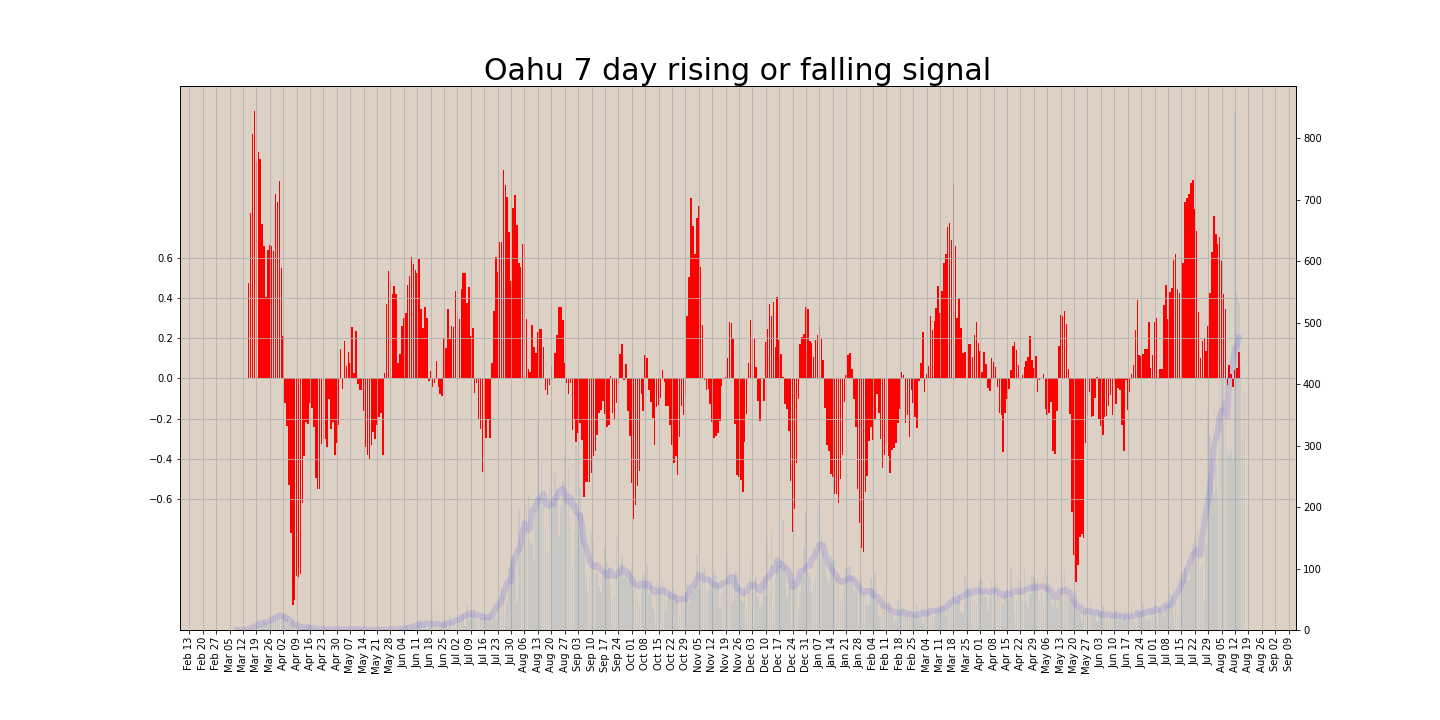 Oahu 7 day rising or falling signal
0.6
0.4
0.2
0.0
−0.2
−0.4
−0.6
800
700
600
500
400
300
200
100
0
Feb 13
Feb 20
Feb 27
Mar 05
Mar 12
Mar 19
Mar 26
Apr 02
Apr 09
Apr 16
Apr 23
Apr 30
May 07
May 14
May 21
May 28
Jun 04
Jun 11
Jun 18
Jun 25
Jul 02
Jul 09
Jul 16
Jul 23
Jul 30
Aug 06
Aug 13
Aug 20
Aug 27
Sep 03
Sep 10
Sep 17
Sep 24
Oct 01
Oct 08
Oct 15
Oct 22
Oct 29
Nov 05
Nov 12
Nov 19
Nov 26
Dec 03
Dec 10
Dec 17
Dec 24
Dec 31
Jan 07
Jan 14
Jan 21
Jan 28
Feb 04
Feb 11
Feb 18
Feb 25
Mar 04
Mar 11
Mar 18
Mar 25
Apr 01
Apr 08
Apr 15
Apr 22
Apr 29
May 06
May 13
May 20
May 27
Jun 03
Jun 10
Jun 17
Jun 24
Jul 01
Jul 08
Jul 15
Jul 22
Jul 29
Aug 05
Aug 12
Aug 19
Aug 26
Sep 02
Sep 09